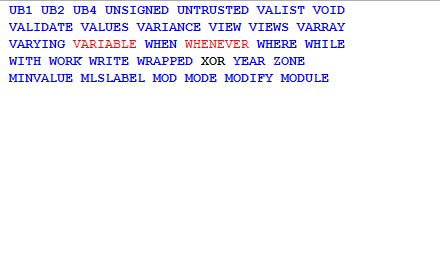 UB1 UB2 UB4 UNSIGNED UNTRUSTED VALIST VOID
VALIDATE VALUES VARIANCE VIEW VIEWS VARRAY
VARYING VARIABLE WHEN WHENEVER WHERE WHILE
WITH WORK WRITE WRAPPED XOR YEAR ZONE
MINVALUE MLSLABEL MOD MODE MODIFY MODULE